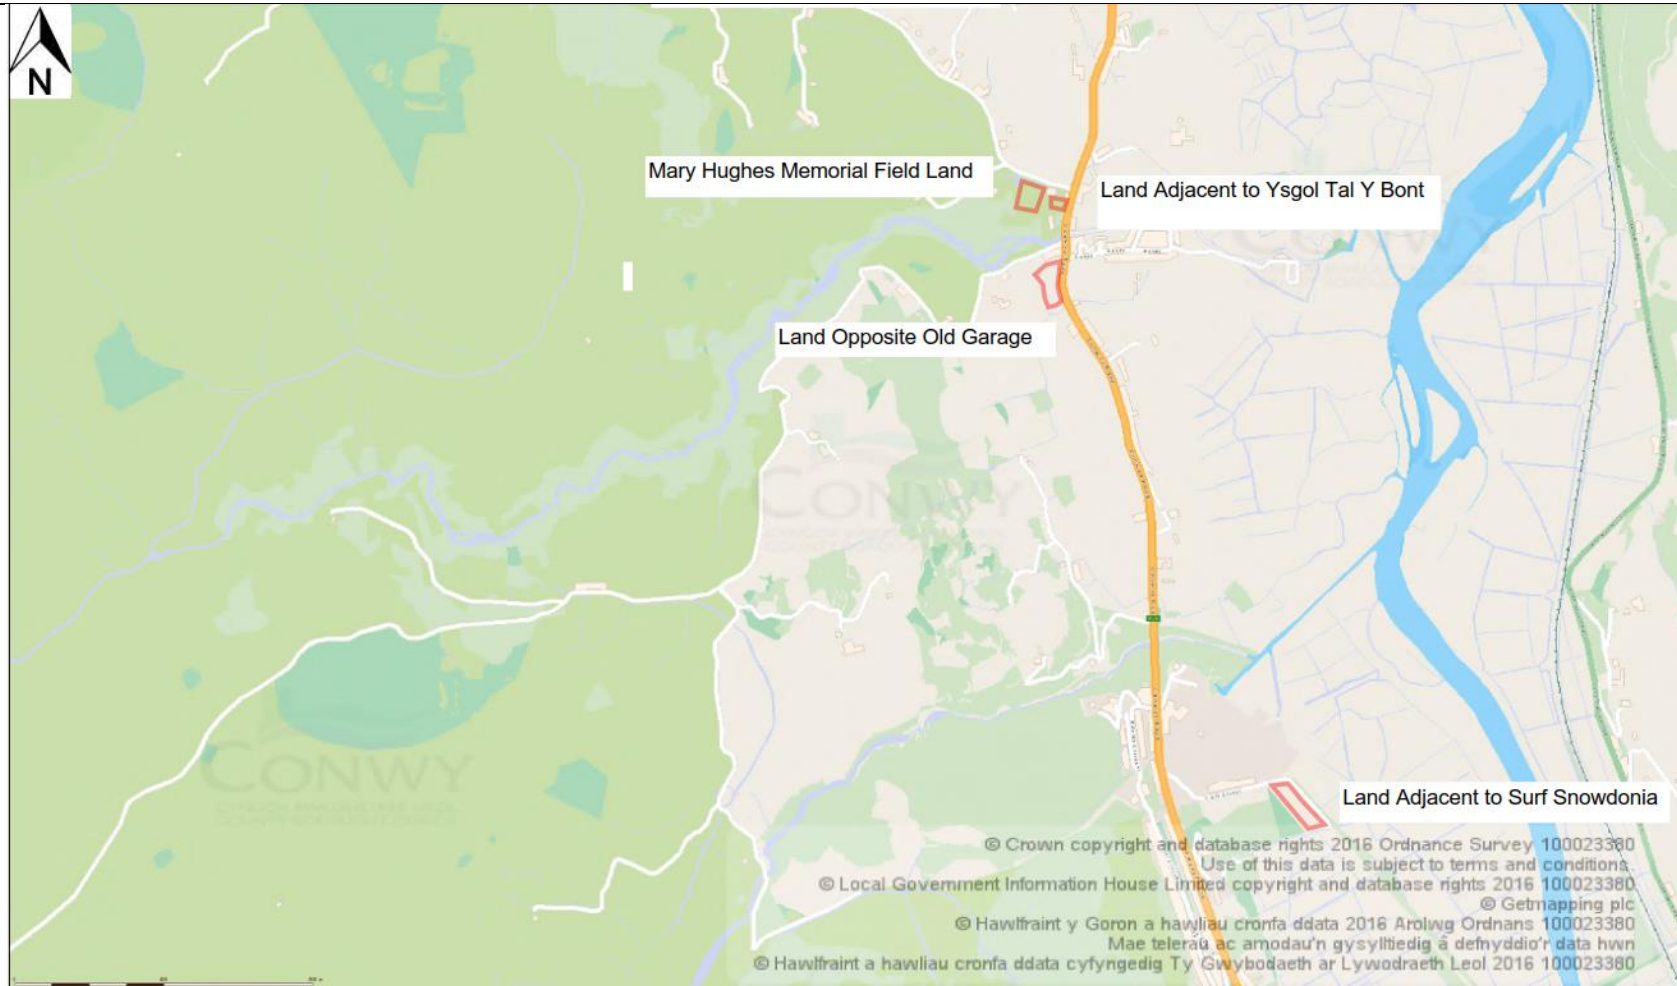 N
Mary Hughes Memorial Field Land
Land Adjacent to Ysgol Tal Y Bont
Land Opposite Old Garage
CONWY
CONWY
Land Adjacent to Surf Snowdonia
© Crown copyright and database rights 2016 Ordnance Survey 100023380
Use of this data is subject to terms and conditions.
© Local Government Information House Limited copyright and database rights 2016 100023380
© Getmapping plc
© Hawlfraint y Goron a hawliau cronfa ddata 2016 Arolwg Ordnans 100023380
Mae telerau ac amodau'n gysylltiedig â defnyddio'r data hwn
© Hawlfraint a hawliau cronfa ddata cyfyngedig Ty Gwybodaeth ar Lywodraeth Leol 2016 100023380